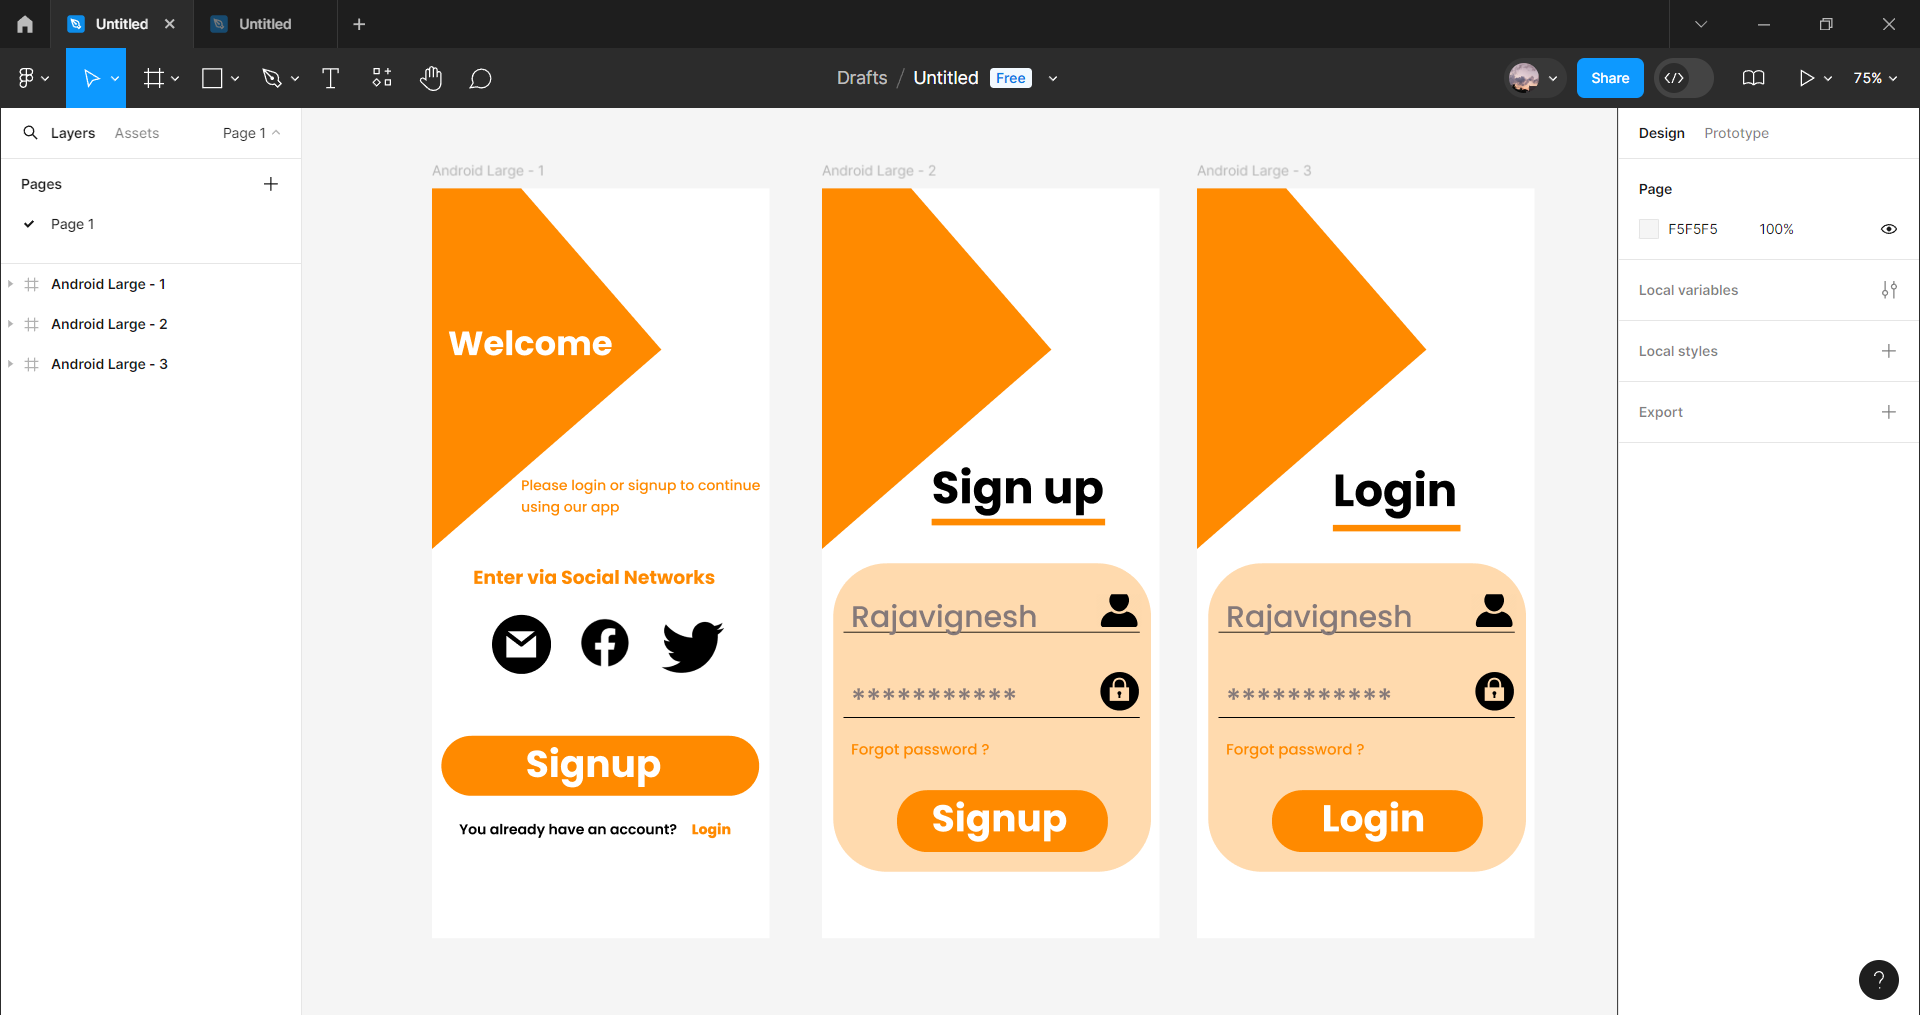 Untitled
Untitled
Drafts / Untitled Free
Share
75%
Layers Assets Page 1
Pages
Page 1
Android Large - 1
Android Large - 2
Android Large - 3
Android Large - 1
Welcome
Please login or signup to continue
using our app
Enter via Social Networks
Signup
You already have an account? Login
Android Large - 2
Sign up
Rajavignesh
***********
Forgot password ?
Signup
Android Large - 3
Login
Rajavignesh
***********
Forgot password ?
Login
Design Prototype
Page
F5F5F5 100%
Local variables
Local styles
Export
?